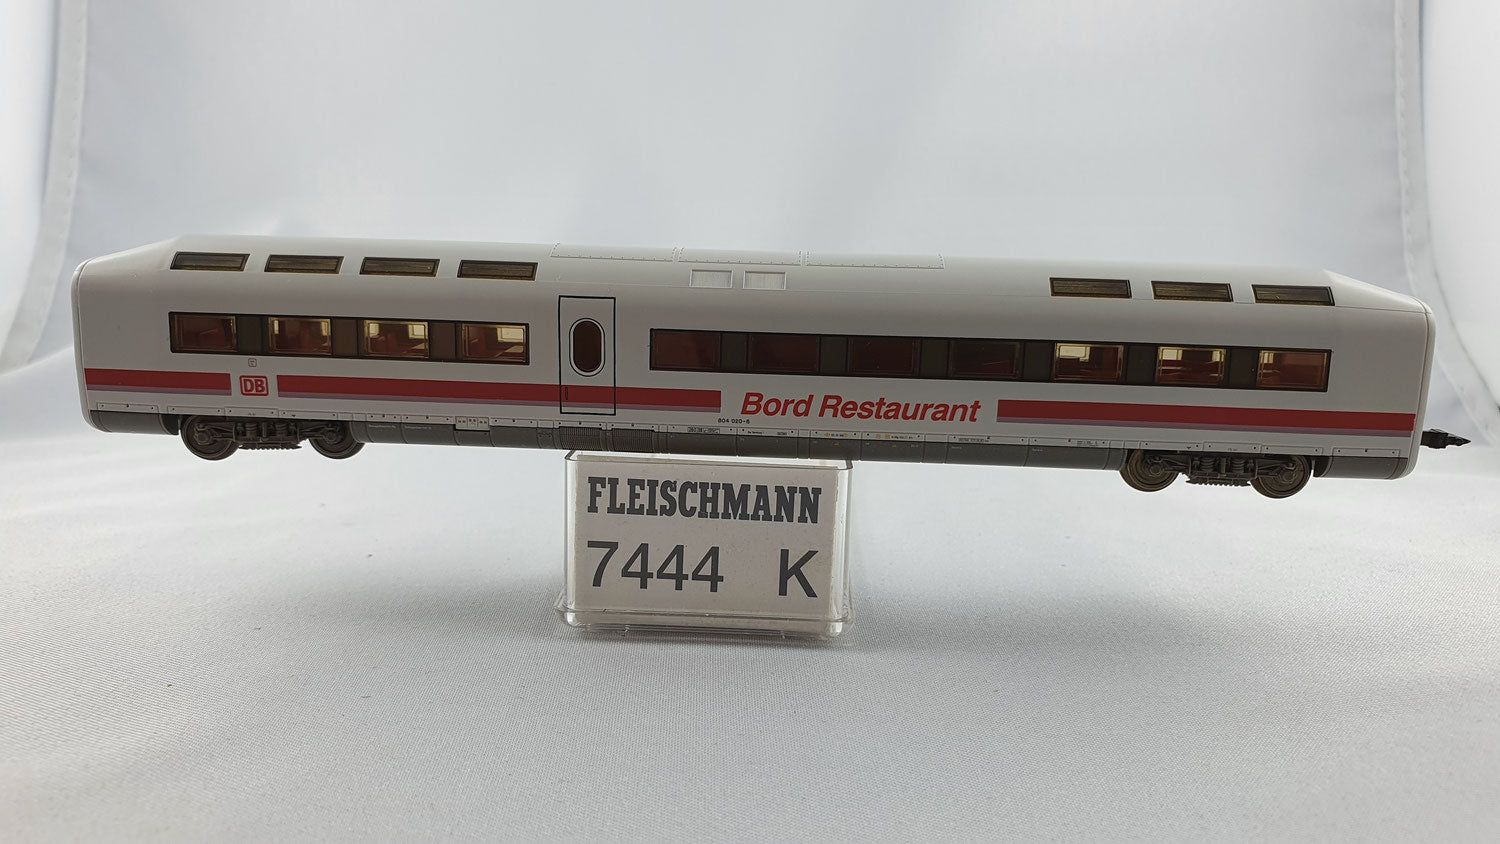 DB
Bord Restaurant
804 020-8
FLEISCHMANN
7444 K